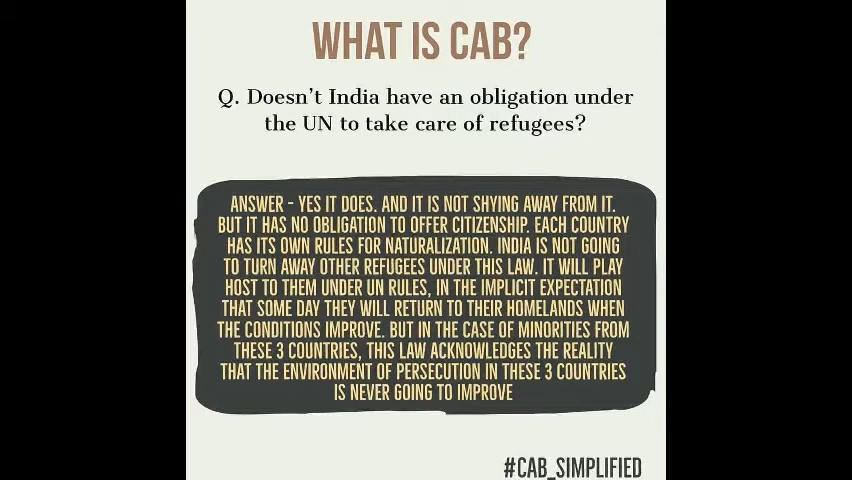 WHAT IS CAB?
Q. Doesn't India have an obligation under
the UN to take care of refugees?
ANSWER - YES IT DOES. AND IT IS NOT SHYING AWAY FROM IT.
BUT IT HAS NO OBLIGATION TO OFFER CITIZENSHIP. EACH COUNTRY
HAS ITS OWN RULES FOR NATURALIZATION. INDIA IS NOT GOING
TO TURN AWAY OTHER REFUGEES UNDER THIS LAW. IT WILL PLAY
HOST TO THEM UNDER UN RULES, IN THE IMPLICIT EXPECTATION
THAT SOME DAY THEY WILL RETURN TO THEIR HOMELANDS WHEN
THE CONDITIONS IMPROVE. BUT IN THE CASE OF MINORITIES FROM
THESE 3 COUNTRIES, THIS LAW ACKNOWLEDGES THE REALITY
THAT THE ENVIRONMENT OF PERSECUTION IN THESE 3 COUNTRIES
IS NEVER GOING TO IMPROVE
#CAB_SIMPLIFIED